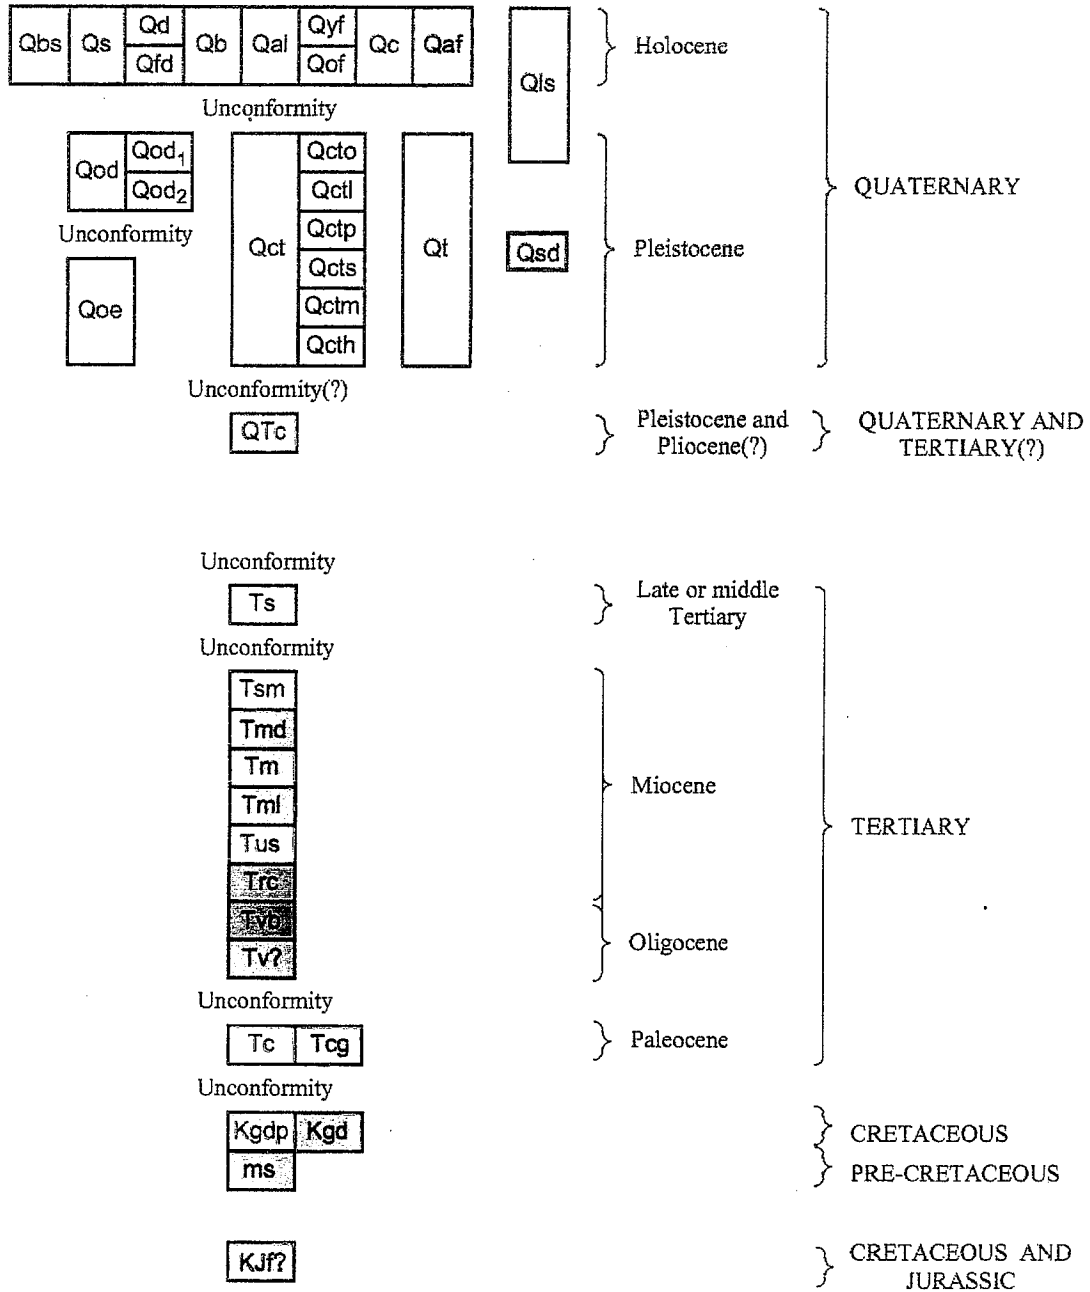 Qbs Qs Qd Qb Qal Qyf Qc Qaf
Qfd Qof
Qls
Holocene
Unconformity
Qod Qod1
Qod2
Unconformity
Qoe
Qct Qcto
Qctl
Qctp
Qcts
Qctm
Qcth
Qt
Qsd
Pleistocene
QUATERNARY
Unconformity(?)
QTc
Pleistocene and
Pliocene(?)
QUATERNARY AND
TERTIARY(?)
Unconformity
Ts
Late or middle
Tertiary
Unconformity
Tsm
Tmd
Tm
Tml
Tus
Trc
Tvb
Tv?
Miocene
Oligocene
TERTIARY
Unconformity
Tc Tcg
Paleocene
Unconformity
Kgdp Kgd
CRETACEOUS
ms
PRE-CRETACEOUS
KJf?
CRETACEOUS AND
JURASSIC